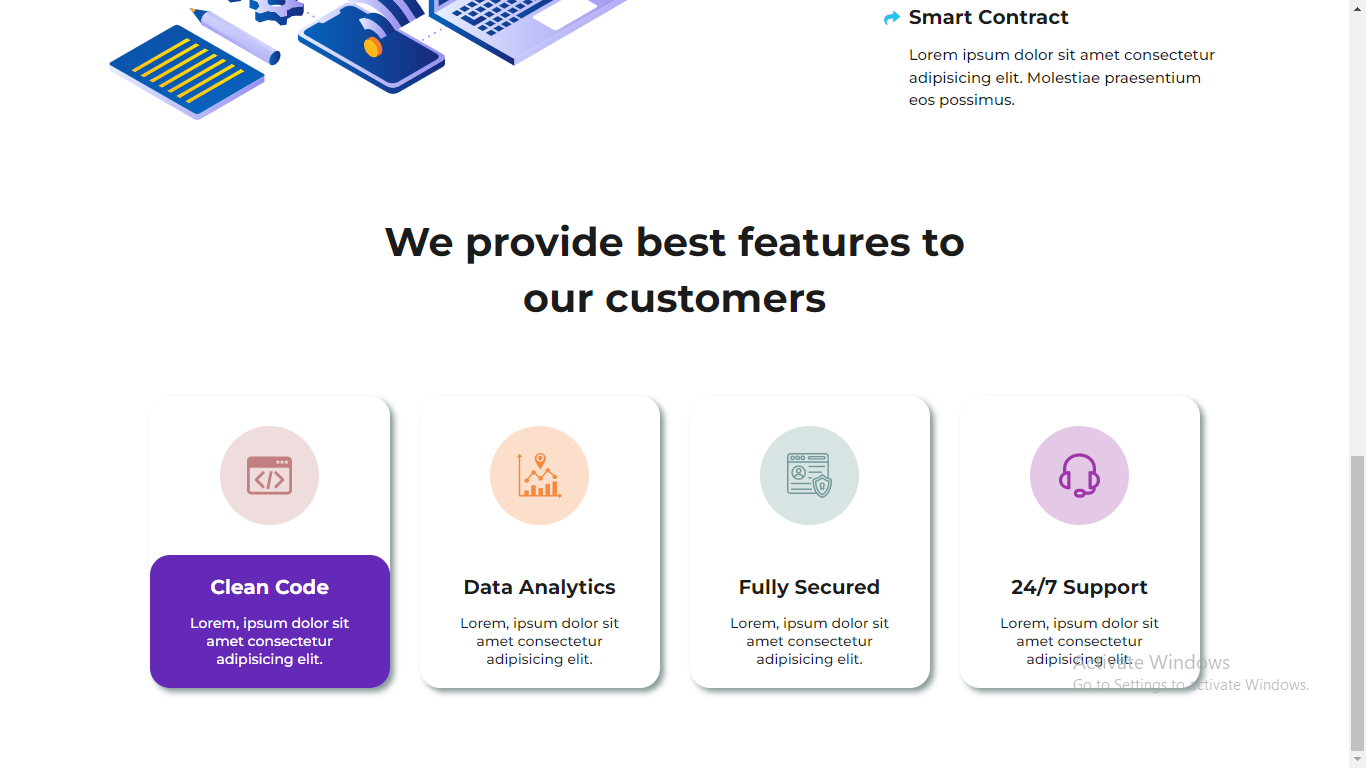 Smart Contract
Lorem ipsum dolor sit amet consectetur
adipisicing elit. Molestiae praesentium
eos possimus.
We provide best features to
our customers
Clean Code
Lorem, ipsum dolor sit
amet consectetur
adipisicing elit.
Data Analytics
Lorem, ipsum dolor sit
amet consectetur
adipisicing elit.
Fully Secured
Lorem, ipsum dolor sit
amet consectetur
adipisicing elit.
24/7 Support
Lorem, ipsum dolor sit
amet consectetur
adipisicing elit.
Activate Windows
Go to Settings to activate Windows.